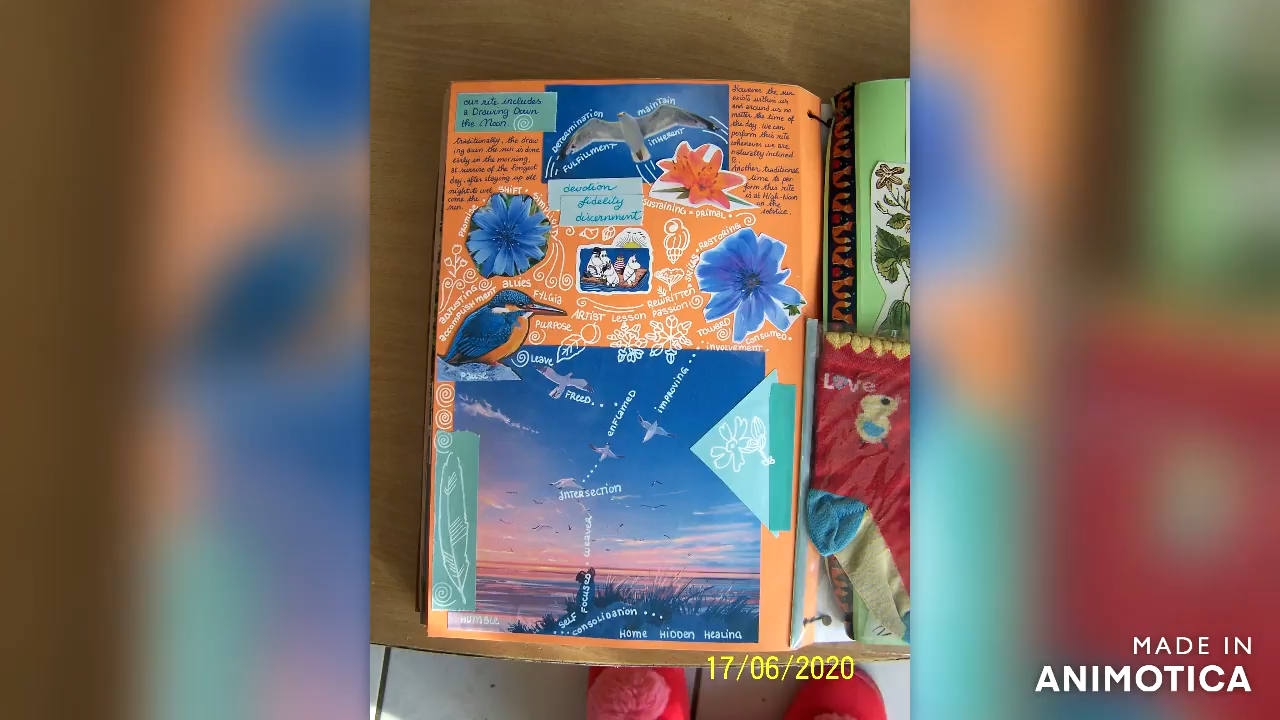 our rite includes
a Drawing Down
the Moon
Traditionally, the draw
ing down the sun is done
early in the morning,
at sunrise of the longest
day, after staying up all
night to wel
come the
sun.
Determination
maintain
FULFILLMENT
inherent
However the sun
exists within us
and around us no
matter the time of
the day. we can
perform this rite
whenever we are
naturally inclined
to.
Another traditional
time to per
form this rite
is at High-Noon
on the
solstice.
devotion
fidelity
discernment
SHIFT
SUSTAINING - PRIMAL
RESTORING
SKILLS
REWRITTEN
PASSION
ADJUSTING
ACCOMPLISHMENT
ALLIES
FYLGIA
PURPOSE
ARTIST LESSON
TOWARD
CONSUMED
INVOLVEMENT
Pause
LEAVE
FREED
ENFLAMED
IMPROVING
INTERSECTION
WEAVER
FOCUSED
SELF
CONSOLIDATION
HUMBLE
HOME HIDDEN HEALING
LOVE
17/06/2020
MADE IN
ANIMOTICA